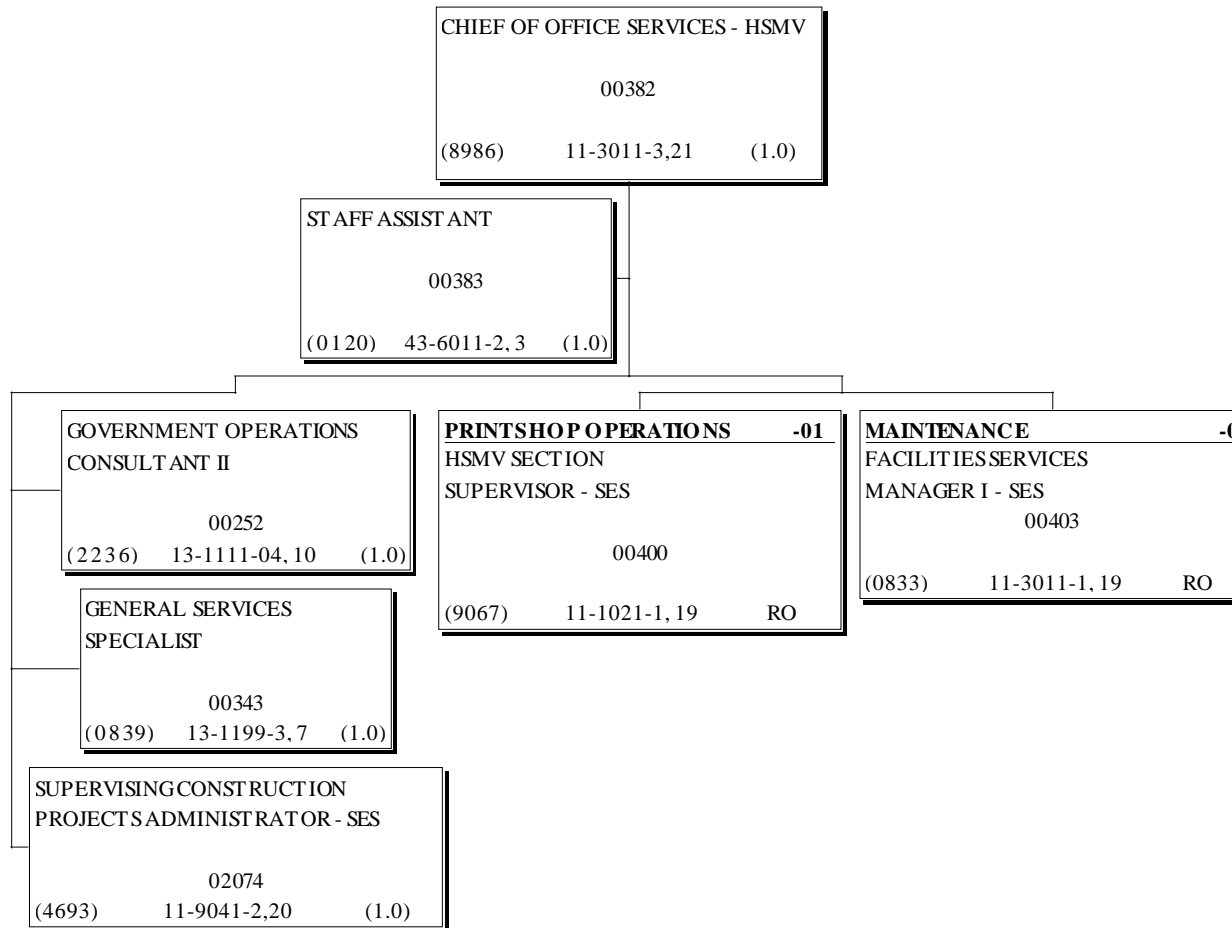 CHIEF OF OFFICE SERVICES - HSMV
00382
(8986) 11-3011-3,21 (1.0)
STAFF ASSISTANT
00383
(0120) 43-6011-2, 3 (1.0)
GOVERNMENT OPERATIONS
CONSULTANT II
00252
(2236) 13-1111-04, 10 (1.0)
GENERAL SERVICES
SPECIALIST
00343
(0839) 13-1199-3, 7 (1.0)
SUPERVISING CONSTRUCTION
PROJECTS ADMINISTRATOR - SES
02074
(4693) 11-9041-2,20 (1.0)
PRINT SHOP OPERATIONS -01
HSMV SECTION
SUPERVISOR - SES
00400
(9067) 11-1021-1, 19 RO
MAINTENANCE
FACILITIES SERVICES
MANAGER I - SES
00403
(0833) 11-3011-1, 19 RO